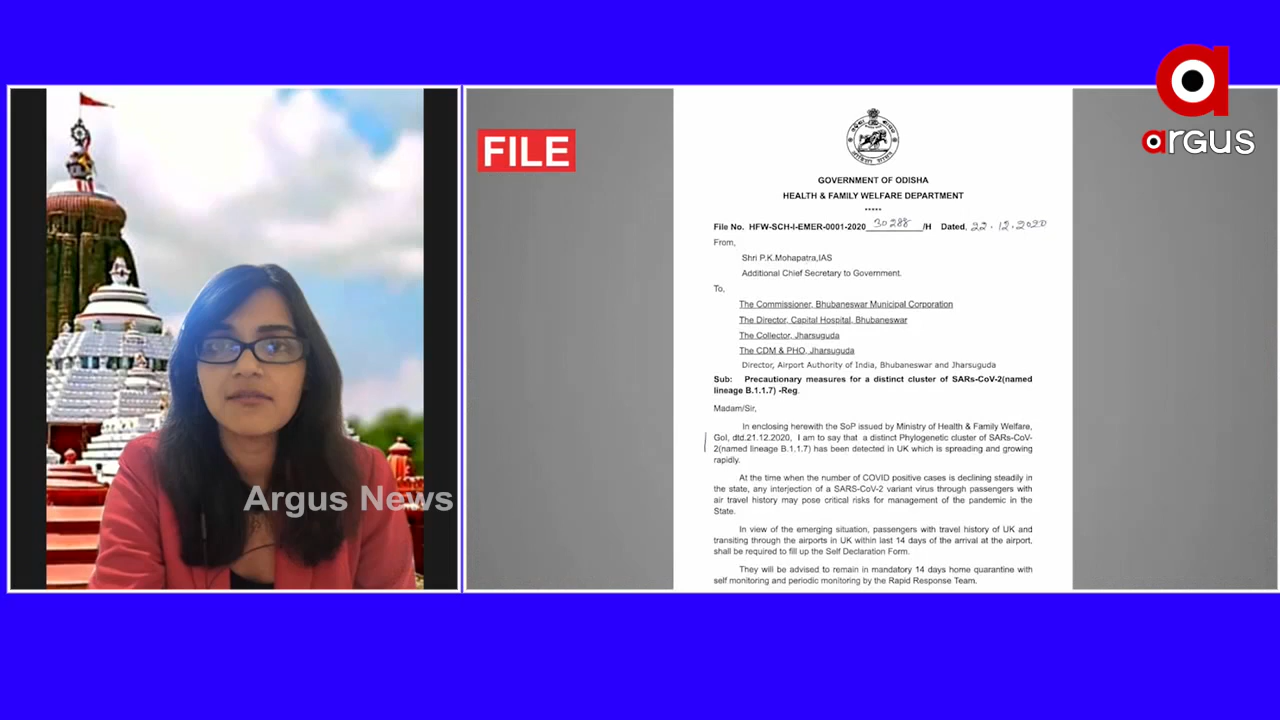 argus
FILE
Argus News
GOVERNMENT OF ODISHA
HEALTH & FAMILY WELFARE DEPARTMENT
*****
File No. HFW-SCH-I-EMER-0001-2020 30288 /H Dated, 22.12.2020
From,
Shri P.K.Mohapatra,IAS
Additional Chief Secretary to Government.
To,
The Commissioner, Bhubaneswar Municipal Corporation
The Director, Capital Hospital, Bhubaneswar
The Collector, Jharsuguda
The CDM & PHO, Jharsuguda
Director, Airport Authority of India, Bhubaneswar and Jharsuguda
Sub: Precautionary measures for a distinct cluster of SARs-CoV-2(named
lineage B.1.1.7) -Reg.
Madam/Sir,
In enclosing herewith the SoP issued by Ministry of Health & Family Welfare,
GoI, dtd.21.12.2020, I am to say that a distinct Phylogenetic cluster of SARs-CoV-
2(named lineage B.1.1.7) has been detected in UK which is spreading and growing
rapidly.
At the time when the number of COVID positive cases is declining steadily in
the state, any interjection of a SARS-CoV-2 variant virus through passengers with
air travel history may pose critical risks for management of the pandemic in the
State.
In view of the emerging situation, passengers with travel history of UK and
transiting through the airports in UK within last 14 days of the arrival at the airport,
shall be required to fill up the Self Declaration Form.
They will be advised to remain in mandatory 14 days home quarantine with
self monitoring and periodic monitoring by the Rapid Response Team.